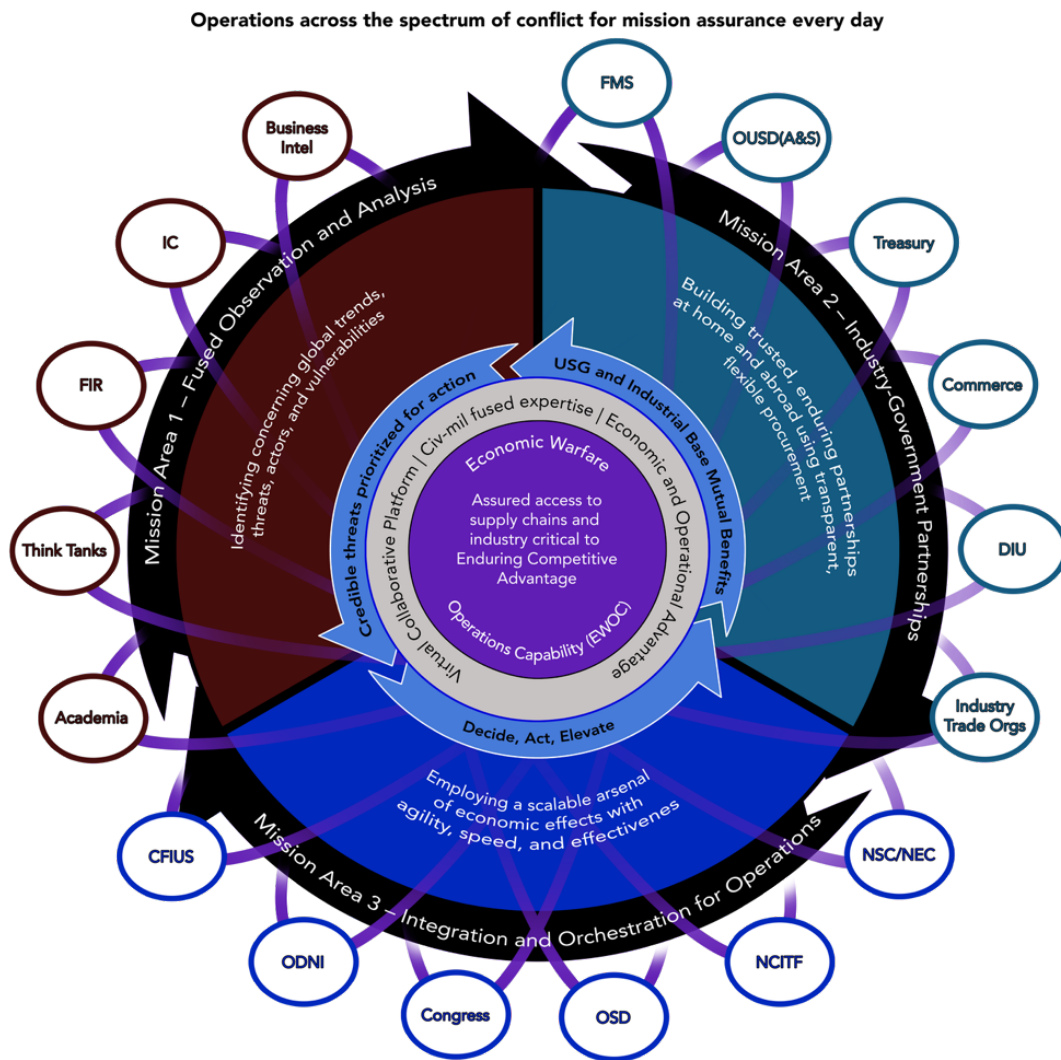 Operations across the spectrum of conflict for mission assurance every day
FMS
OUSD(A&S)
Treasury
Commerce
DIU
Industry
Trade Orgs
NSC/NEC
NCITF
OSD
Congress
ODNI
CFIUS
Academia
Think Tanks
FIR
IC
Business
Intel
Mission Area 1 – Fused Observation and Analysis
Identifying concerning global trends,
threats, actors, and vulnerabilities
Mission Area 2 – Industry-Government Partnerships
Building trusted, enduring partnerships
at home and abroad using transparent,
flexible procurement
Mission Area 3 – Integration and Orchestration for Operations
Employing a scalable arsenal
of economic effects with
agility, speed, and effectiveness
Credible threats prioritized for action
USG and Industrial Base Mutual Benefits
Decide, Act, Elevate
Virtual Collaborative Platform | Civ-mil fused expertise | Economic and Operational Advantage
Economic Warfare
Assured access to
supply chains and
industry critical to
Enduring Competitive
Advantage
Operations Capability (EWOC)